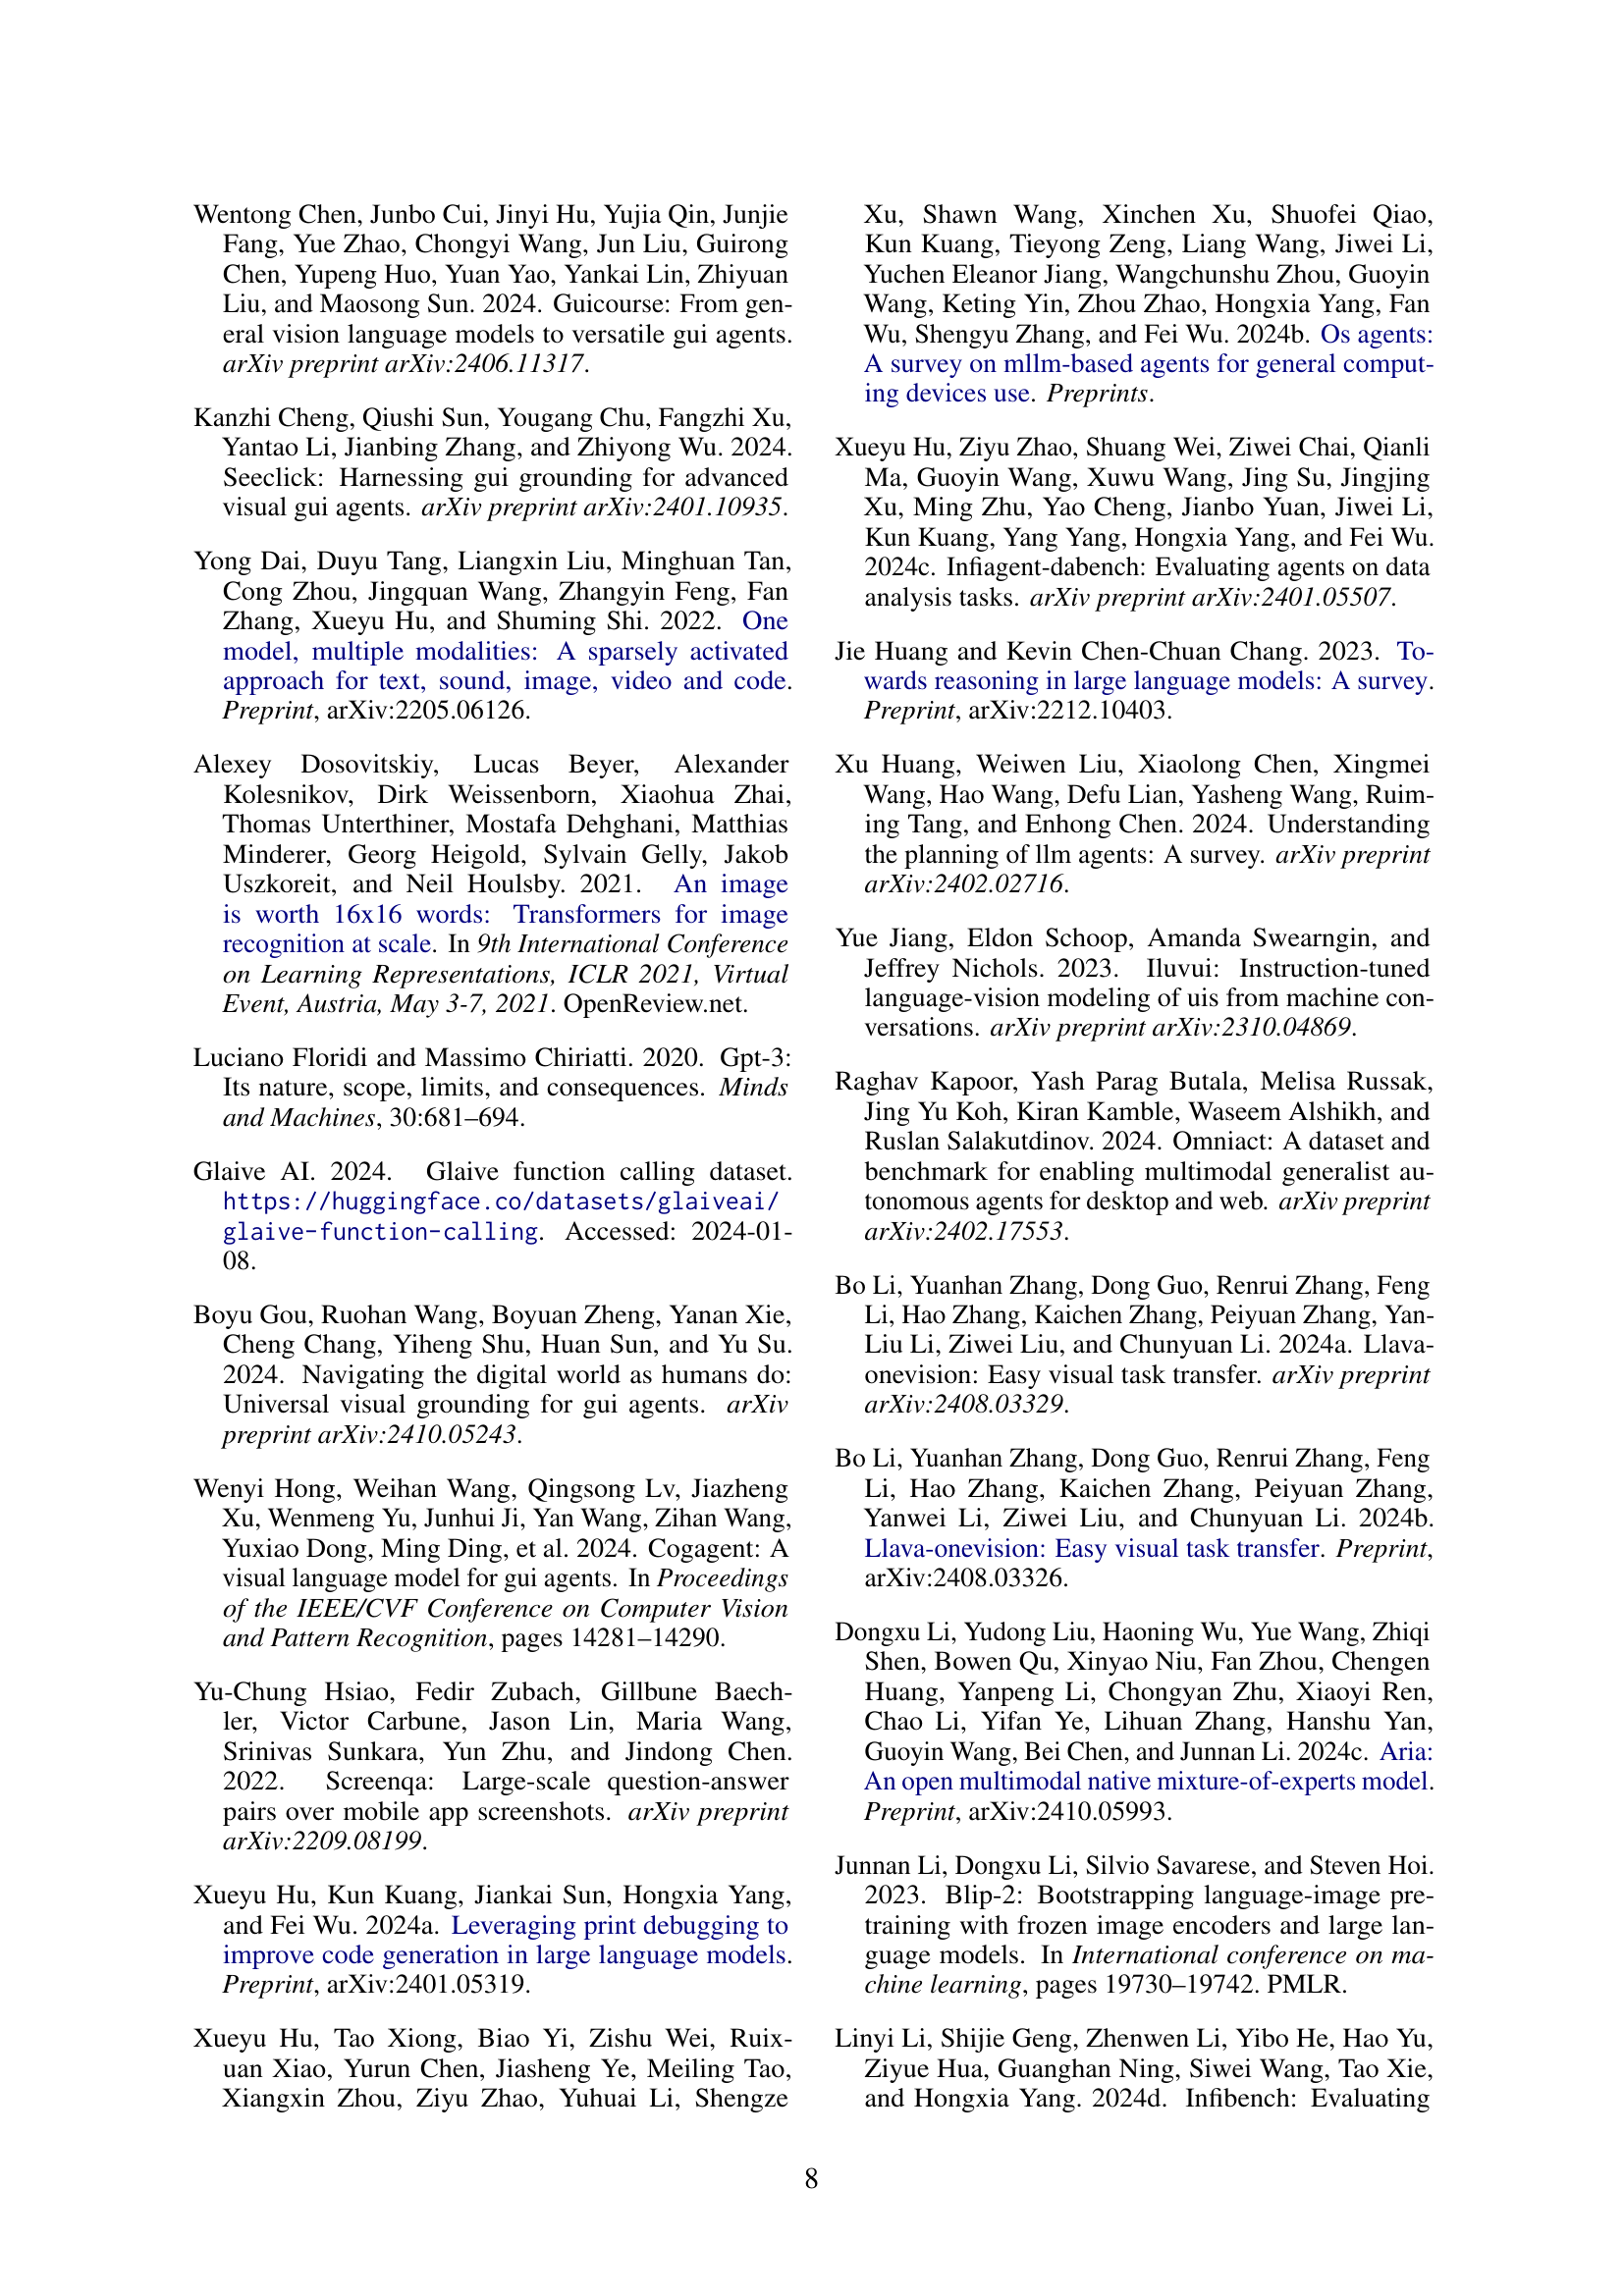 Wentong Chen, Junbo Cui, Jinyi Hu, Yujia Qin, Junjie
Fang, Yue Zhao, Chongyi Wang, Jun Liu, Guirong
Chen, Yupeng Huo, Yuan Yao, Yankai Lin, Zhiyuan
Liu, and Maosong Sun. 2024. Guicourse: From gen-
eral vision language models to versatile gui agents.
arXiv preprint arXiv:2406.11317.
Kanzhi Cheng, Qiushi Sun, Yougang Chu, Fangzhi Xu,
Yantao Li, Jianbing Zhang, and Zhiyong Wu. 2024.
Seeclick: Harnessing gui grounding for advanced
visual gui agents. arXiv preprint arXiv:2401.10935.
Yong Dai, Duyu Tang, Liangxin Liu, Minghuan Tan,
Cong Zhou, Jingquan Wang, Zhangyin Feng, Fan
Zhang, Xueyu Hu, and Shuming Shi. 2022. One
model, multiple modalities: A sparsely activated
approach for text, sound, image, video and code.
Preprint, arXiv:2205.06126.
Alexey Dosovitskiy, Lucas Beyer, Alexander
Kolesnikov, Dirk Weissenborn, Xiaohua Zhai,
Thomas Unterthiner, Mostafa Dehghani, Matthias
Minderer, Georg Heigold, Sylvain Gelly, Jakob
Uszkoreit, and Neil Houlsby. 2021. An image
is worth 16x16 words: Transformers for image
recognition at scale. In 9th International Conference
on Learning Representations, ICLR 2021, Virtual
Event, Austria, May 3-7, 2021. OpenReview.net.
Luciano Floridi and Massimo Chiriatti. 2020. Gpt-3:
Its nature, scope, limits, and consequences. Minds
and Machines, 30:681–694.
Glaive AI. 2024. Glaive function calling dataset.
https://huggingface.co/datasets/glaiveai/
glaive-function-calling. Accessed: 2024-01-
08.
Boyu Gou, Ruohan Wang, Boyuan Zheng, Yanan Xie,
Cheng Chang, Yiheng Shu, Huan Sun, and Yu Su.
2024. Navigating the digital world as humans do:
Universal visual grounding for gui agents. arXiv
preprint arXiv:2410.05243.
Wenyi Hong, Weihan Wang, Qingsong Lv, Jiazheng
Xu, Wenmeng Yu, Junhui Ji, Yan Wang, Zihan Wang,
Yuxiao Dong, Ming Ding, et al. 2024. Cogagent: A
visual language model for gui agents. In Proceedings
of the IEEE/CVF Conference on Computer Vision
and Pattern Recognition, pages 14281–14290.
Yu-Chung Hsiao, Fedir Zubach, Gillbune Baech-
ler, Victor Carbune, Jason Lin, Maria Wang,
Srinivas Sunkara, Yun Zhu, and Jindong Chen.
2022. Screenqa: Large-scale question-answer
pairs over mobile app screenshots. arXiv preprint
arXiv:2209.08199.
Xueyu Hu, Kun Kuang, Jiankai Sun, Hongxia Yang,
and Fei Wu. 2024a. Leveraging print debugging to
improve code generation in large language models.
Preprint, arXiv:2401.05319.
Xueyu Hu, Tao Xiong, Biao Yi, Zishu Wei, Ruix-
uan Xiao, Yurun Chen, Jiasheng Ye, Meiling Tao,
Xiangxin Zhou, Ziyu Zhao, Yuhuai Li, Shengze
Xu, Shawn Wang, Xinchen Xu, Shuofei Qiao,
Kun Kuang, Tieyong Zeng, Liang Wang, Jiwei Li,
Yuchen Eleanor Jiang, Wangchunshu Zhou, Guoyin
Wang, Keting Yin, Zhou Zhao, Hongxia Yang, Fan
Wu, Shengyu Zhang, and Fei Wu. 2024b. Os agents:
A survey on mllm-based agents for general comput-
ing devices use. Preprints.
Xueyu Hu, Ziyu Zhao, Shuang Wei, Ziwei Chai, Qianli
Ma, Guoyin Wang, Xuwu Wang, Jing Su, Jingjing
Xu, Ming Zhu, Yao Cheng, Jianbo Yuan, Jiwei Li,
Kun Kuang, Yang Yang, Hongxia Yang, and Fei Wu.
2024c. Infiagent-dabench: Evaluating agents on data
analysis tasks. arXiv preprint arXiv:2401.05507.
Jie Huang and Kevin Chen-Chuan Chang. 2023. To-
wards reasoning in large language models: A survey.
Preprint, arXiv:2212.10403.
Xu Huang, Weiwen Liu, Xiaolong Chen, Xingmei
Wang, Hao Wang, Defu Lian, Yasheng Wang, Ruim-
ing Tang, and Enhong Chen. 2024. Understanding
the planning of llm agents: A survey. arXiv preprint
arXiv:2402.02716.
Yue Jiang, Eldon Schoop, Amanda Swearngin, and
Jeffrey Nichols. 2023. Iluvui: Instruction-tuned
language-vision modeling of uis from machine con-
versations. arXiv preprint arXiv:2310.04869.
Raghav Kapoor, Yash Parag Butala, Melisa Russak,
Jing Yu Koh, Kiran Kamble, Waseem Alshikh, and
Ruslan Salakutdinov. 2024. Omniact: A dataset and
benchmark for enabling multimodal generalist au-
tonomous agents for desktop and web. arXiv preprint
arXiv:2402.17553.
Bo Li, Yuanhan Zhang, Dong Guo, Renrui Zhang, Feng
Li, Hao Zhang, Kaichen Zhang, Peiyuan Zhang, Yan-
Liu Li, Ziwei Liu, and Chunyuan Li. 2024a. Llava-
onevision: Easy visual task transfer. arXiv preprint
arXiv:2408.03329.
Bo Li, Yuanhan Zhang, Dong Guo, Renrui Zhang, Feng
Li, Hao Zhang, Kaichen Zhang, Peiyuan Zhang,
Yanwei Li, Ziwei Liu, and Chunyuan Li. 2024b.
Llava-onevision: Easy visual task transfer. Preprint,
arXiv:2408.03326.
Dongxu Li, Yudong Liu, Haoning Wu, Yue Wang, Zhiqi
Shen, Bowen Qu, Xinyao Niu, Fan Zhou, Chengen
Huang, Yanpeng Li, Chongyan Zhu, Xiaoyi Ren,
Chao Li, Yifan Ye, Lihuan Zhang, Hanshu Yan,
Guoyin Wang, Bei Chen, and Junnan Li. 2024c. Aria:
An open multimodal native mixture-of-experts model.
Preprint, arXiv:2410.05993.
Junnan Li, Dongxu Li, Silvio Savarese, and Steven Hoi.
2023. Blip-2: Bootstrapping language-image pre-
training with frozen image encoders and large lan-
guage models. In International conference on ma-
chine learning, pages 19730–19742. PMLR.
Linyi Li, Shijie Geng, Zhenwen Li, Yibo He, Hao Yu,
Ziyue Hua, Guanghan Ning, Siwei Wang, Tao Xie,
and Hongxia Yang. 2024d. Infibench: Evaluating
8